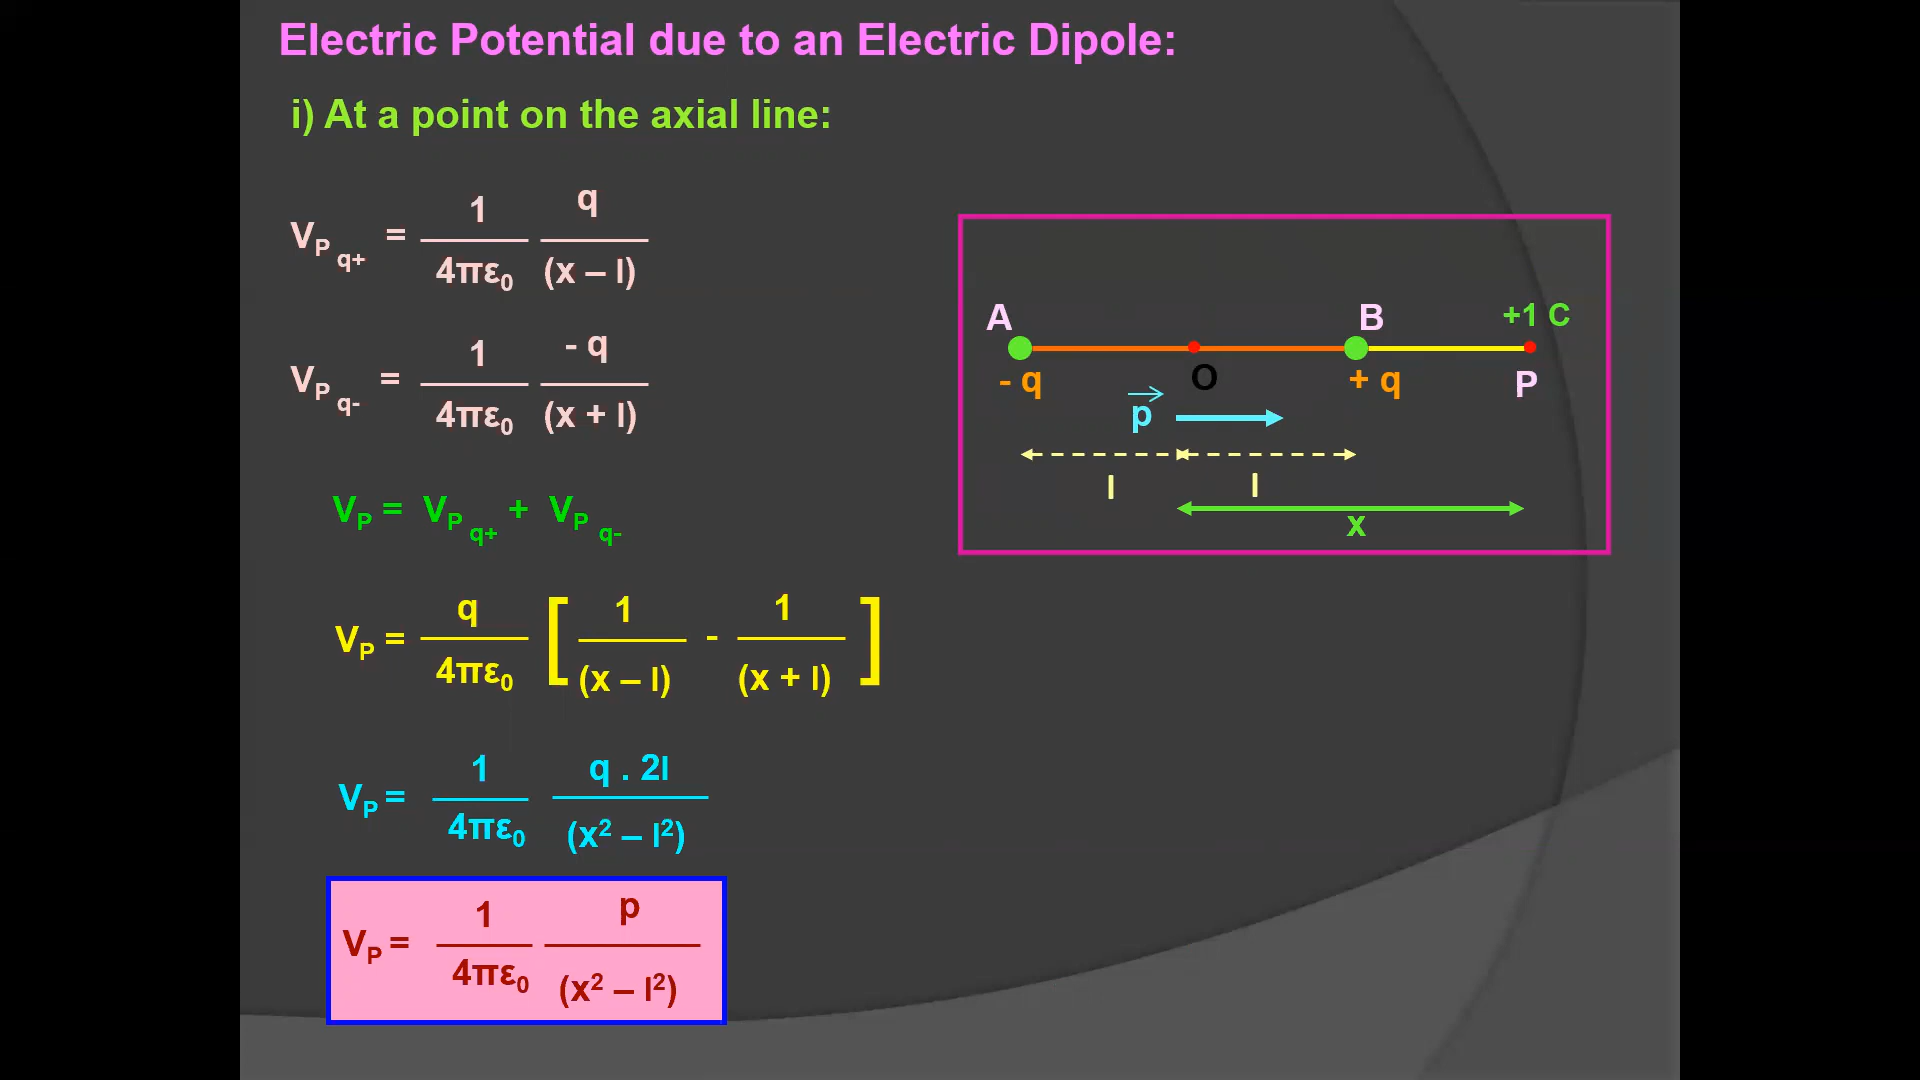 Electric Potential due to an Electric Dipole:
i) At a point on the axial line:
V_P q+ = 1/4πε₀ q/(x – l)
V_P q- = 1/4πε₀ - q/(x + l)
V_P = V_P q+ + V_P q-
V_P = q/4πε₀ [ 1/(x – l) - 1/(x + l) ]
V_P = 1/4πε₀ q . 2l/(x² – l²)
V_P = 1/4πε₀ p/(x² – l²)
A B +1 C
- q O + q P
p
l l
x